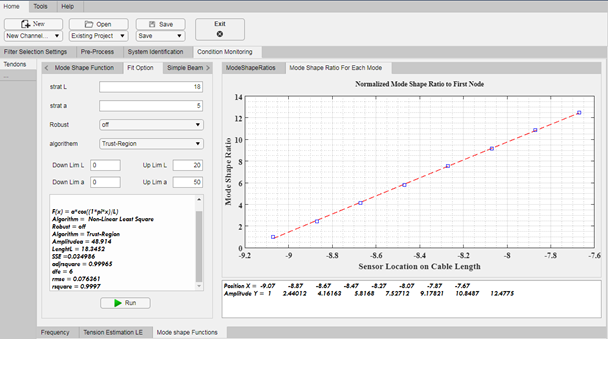 Home Tools Help
New Open Save Exit
New Channel... Existing Project Save
Filter Selection Settings Pre-Process System Identification Condition Monitoring
Tendons
...
< Mode Shape Function Fit Option Simple Beam >
strat L 18
strat a 5
Robust off
algorithem Trust-Region
Down Lim L 0 Up Lim L 20
Down Lim a 0 Up Lim a 50
F(x) = a*cos((1*pi*x)/L)
Algorithm = Non-Linear Least Square
Robust = off
Algorithm = Trust-Region
Amplitudea = 48.914
LenghtL = 18.3452
SSE =0.034986
adjrsquare = 0.99965
dfe = 6
rmse = 0.076361
rsquare = 0.9997
Run
ModeShapeRatios Mode Shape Ratio For Each Mode
Normalized Mode Shape Ratio to First Node
Mode Shape Ratio
14
12
10
8
6
4
2
0
-9.2 -9 -8.8 -8.6 -8.4 -8.2 -8 -7.8 -7.6
Sensor Location on Cable Length
Position X = -9.07 -8.87 -8.67 -8.47 -8.27 -8.07 -7.87 -7.67
Amplitude Y = 1 2.44012 4.16163 5.8168 7.52712 9.17821 10.8487 12.4775
Frequency Tension Estimation LE Mode shape Functions